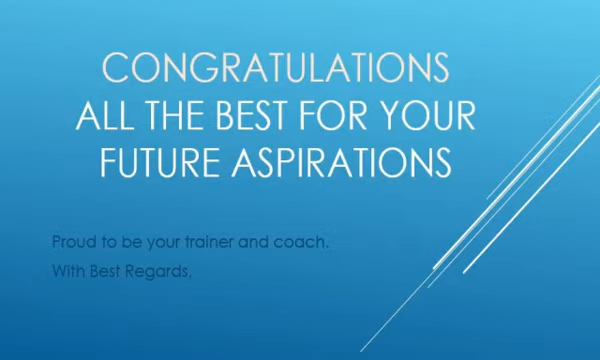 CONGRATULATIONS
ALL THE BEST FOR YOUR
FUTURE ASPIRATIONS
Proud to be your trainer and coach.
With Best Regards,